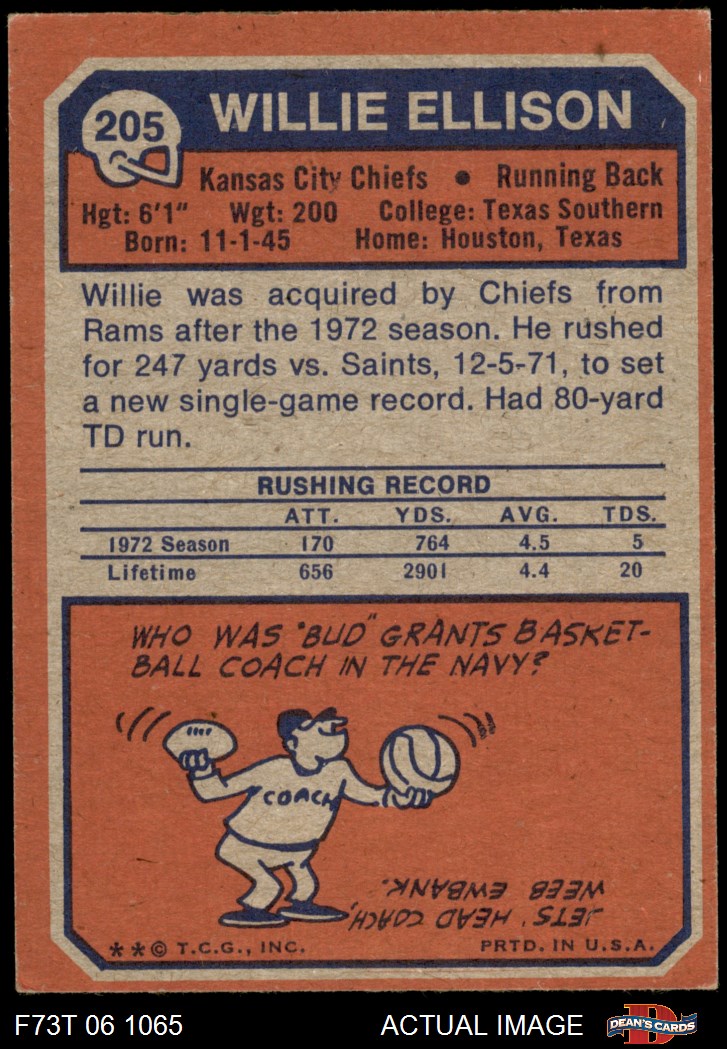 205
WILLIE ELLISON
Kansas City Chiefs • Running Back
Hgt: 6'1" Wgt: 200 College: Texas Southern
Born: 11-1-45 Home: Houston, Texas
Willie was acquired by Chiefs from
Rams after the 1972 season. He rushed
for 247 yards vs. Saints, 12-5-71, to set
a new single-game record. Had 80-yard
TD run.
RUSHING RECORD
ATT. YDS. AVG. TDS.
1972 Season 170 764 4.5 5
Lifetime 656 2901 4.4 20
WHO WAS "BUD" GRANTS BASKET-
BALL COACH IN THE NAVY?
COACH
JETS' HEAD COACH,
WEEB EWBANK.
**© T.C.G., INC. PRTD. IN U.S.A.
F73T 06 1065 ACTUAL IMAGE
D
DEAN'S CARDS